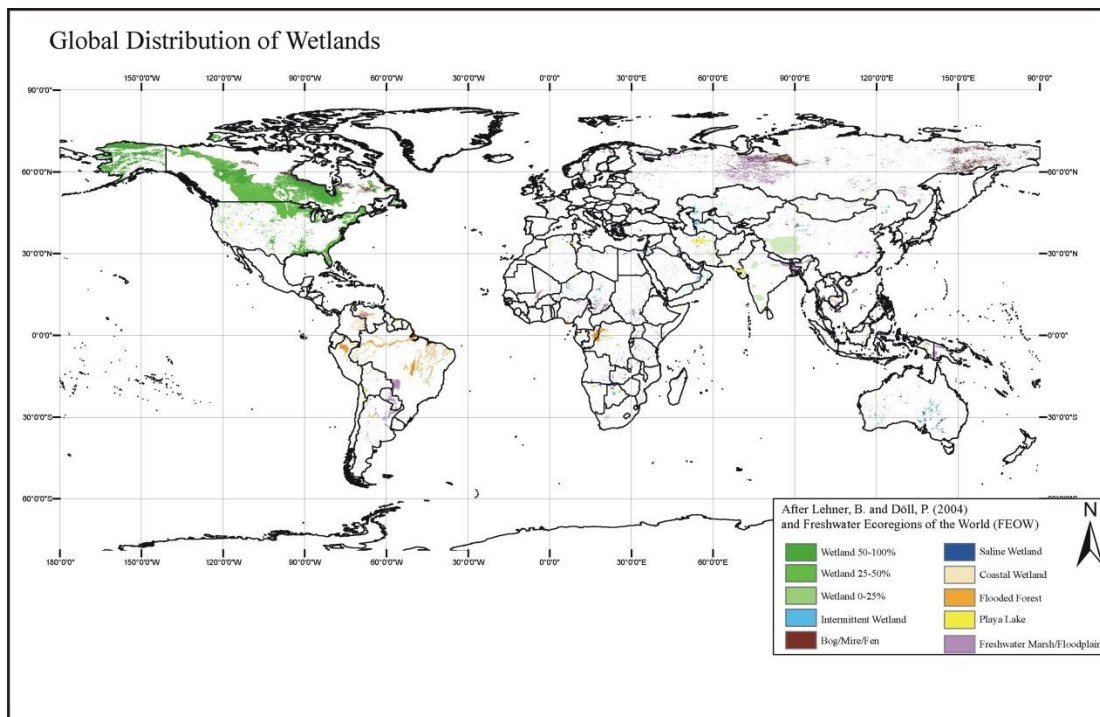 Global Distribution of Wetlands
150°0'0"W 120°0'0"W 90°0'0"W 60°0'0"W 30°0'0"W 0°0'0" 30°0'0"E 60°0'0"E 90°0'0"E 120°0'0"E 150°0'0"E 90°0'0"E
90°0'0"N
60°0'0"N 60°0'0"N
30°0'0"N 30°0'0"N
0°0'0" 0°0'0"
30°0'0"S 30°0'0"S
60°0'0"S
180°0'0" 150°0'0"W 120°0'0"W 90°0'0"W 60°0'0"W 30°0'0"W 0°0'0" 30°0'0"E 60°0'0"E
After Lehner, B. and Döll, P. (2004)
and Freshwater Ecoregions of the World (FEOW)
N
Wetland 50-100%
Wetland 25-50%
Wetland 0-25%
Intermittent Wetland
Bog/Mire/Fen
Saline Wetland
Coastal Wetland
Flooded Forest
Playa Lake
Freshwater Marsh/Floodplain